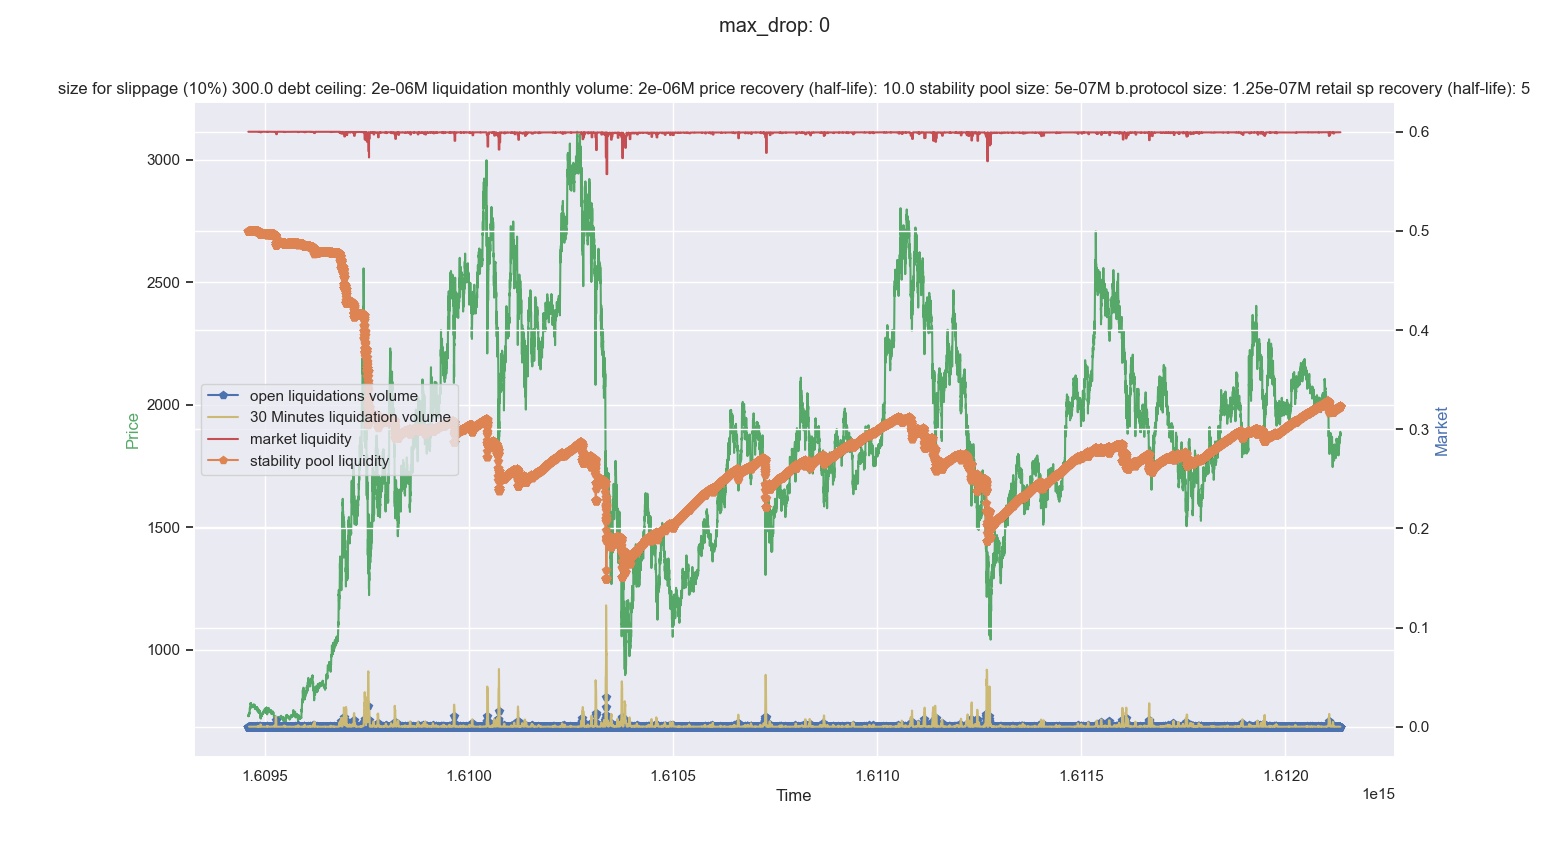 max_drop: 0
size for slippage (10%) 300.0 debt ceiling: 2e-06M liquidation monthly volume: 2e-06M price recovery (half-life): 10.0 stability pool size: 5e-07M b.protocol size: 1.25e-07M retail sp recovery (half-life): 5
3000
2500
2000
1500
1000
Price
open liquidations volume
30 Minutes liquidation volume
market liquidity
stability pool liquidity
0.6
0.5
0.4
0.3
0.2
0.1
0.0
Market
1.6095 1.6100 1.6105 1.6110 1.6115 1.6120
1e15
Time